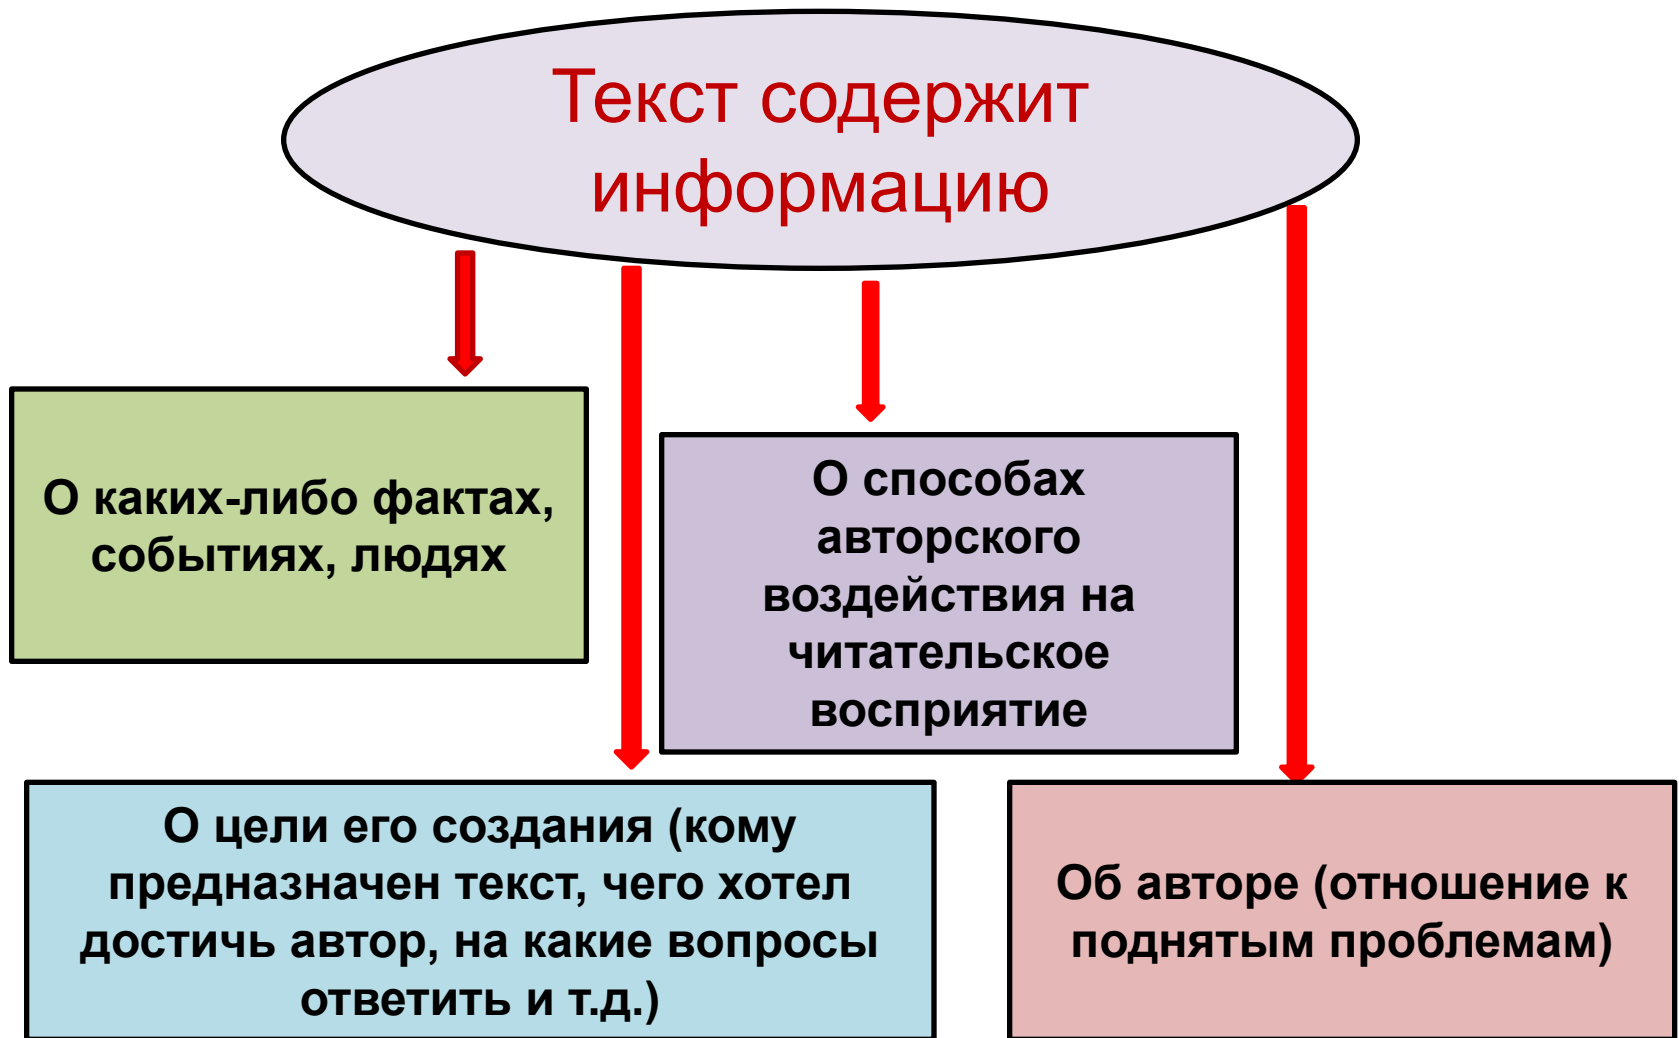 Текст содержит
информацию
О каких-либо фактах,
событиях, людях
О способах
авторского
воздействия на
читательское
восприятие
О цели его создания (кому
предназначен текст, чего хотел
достичь автор, на какие вопросы
ответить и т.д.)
Об авторе (отношение к
поднятым проблемам)